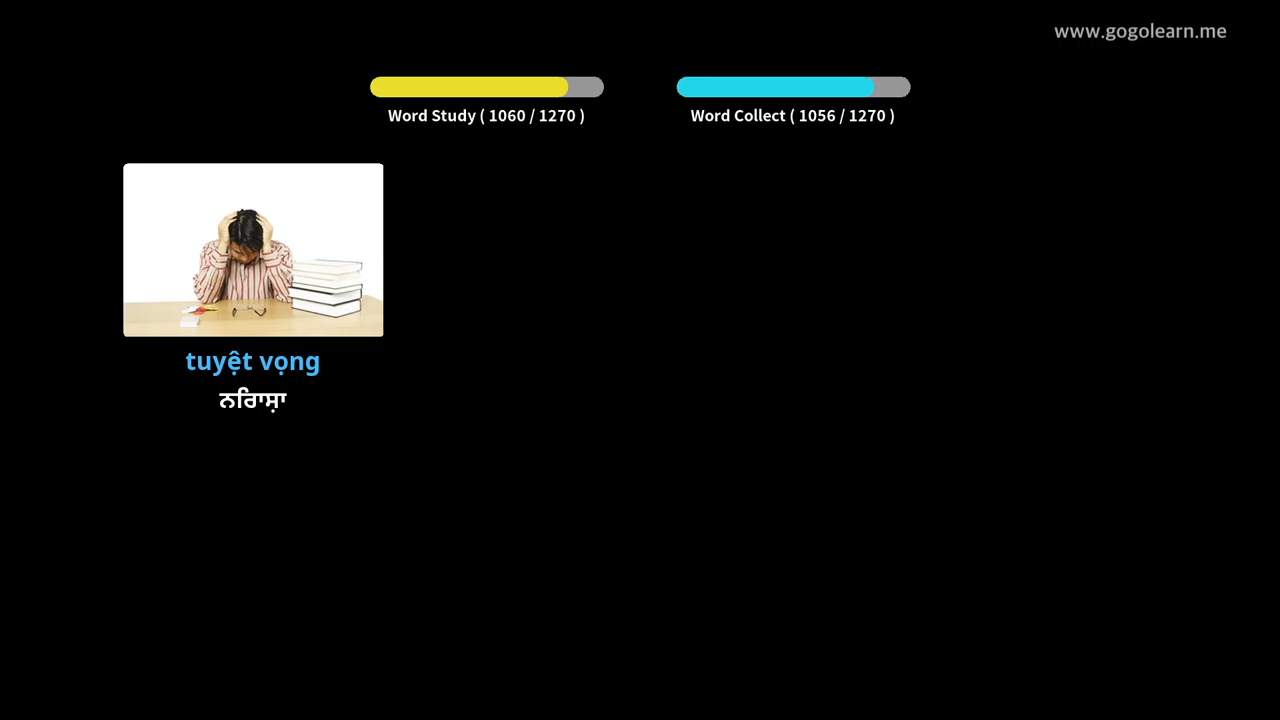 www.gogolearn.me
Word Study ( 1060 / 1270 )
Word Collect ( 1056 / 1270 )
tuyệt vọng
ਨਿਰਾਸ਼ਾ